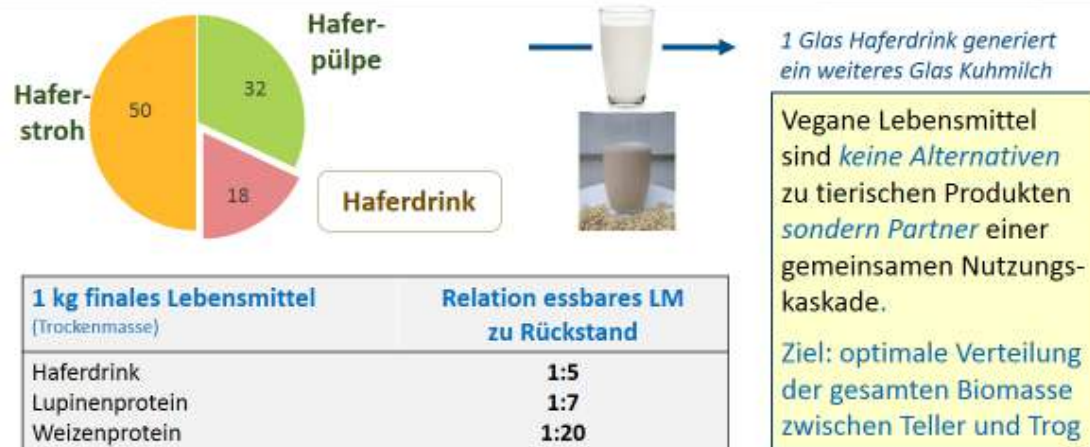 Hafer-
pülpe
Hafer-
stroh
50
32
18
Haferdrink
1 Glas Haferdrink generiert
ein weiteres Glas Kuhmilch
Vegane Lebensmittel
sind keine Alternativen
zu tierischen Produkten
sondern Partner einer
gemeinsamen Nutzungs-
kaskade.
Ziel: optimale Verteilung
der gesamten Biomasse
zwischen Teller und Trog
1 kg finales Lebensmittel
(Trockenmasse)
Relation essbares LM
zu Rückstand
Haferdrink 1:5
Lupinenprotein 1:7
Weizenprotein 1:20